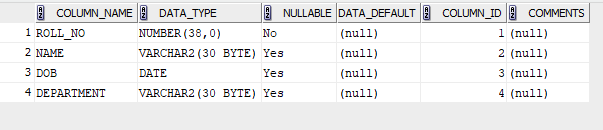 COLUMN_NAME DATA_TYPE NULLABLE DATA_DEFAULT COLUMN_ID COMMENTS
1 ROLL_NO NUMBER(38,0) No (null) 1 (null)
2 NAME VARCHAR2(30 BYTE) Yes (null) 2 (null)
3 DOB DATE Yes (null) 3 (null)
4 DEPARTMENT VARCHAR2(30 BYTE) Yes (null) 4 (null)